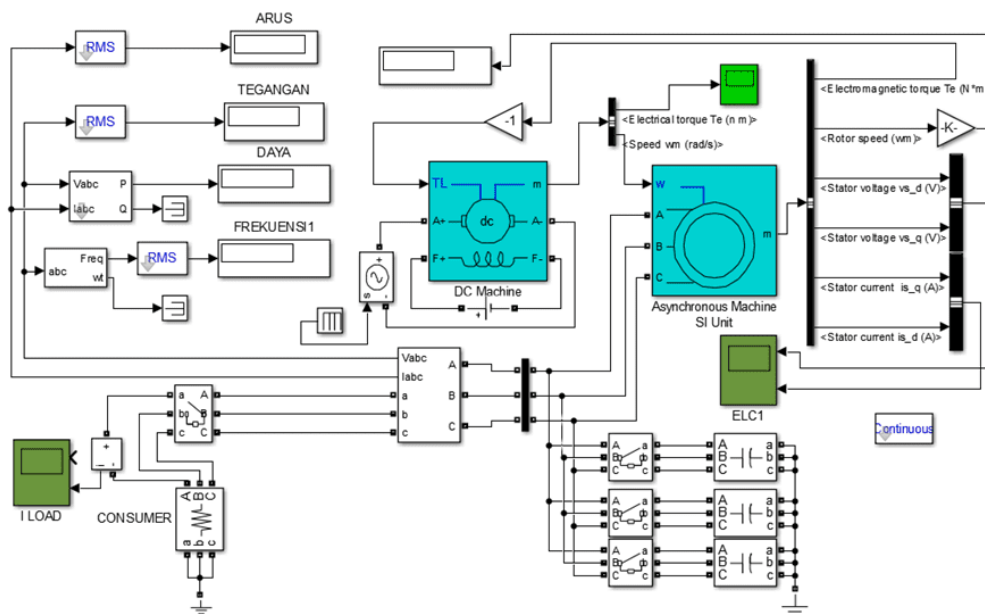 ARUS
RMS
TEGANGAN
RMS
DAYA
Vabc P
Iabc Q
FREKUENSI1
Freq
abc
wt
RMS
-1
<Electrical torque Te (n m)>
<Speed wm (rad/s)>
TL m
A+ dc A-
F+ F-
DC Machine
s
+
-
+
w
A
B
C
m
Asynchronous Machine
SI Unit
<Electromagnetic torque Te (N*m
<Rotor speed (wm)>
-K-
<Stator voltage vs_d (V)>
<Stator voltage vs_q (V)>
<Stator current is_q (A)>
<Stator current is_d (A)>
ELC1
Continuous
Vabc
Iabc A
a B
b C
c
a A
b B
c C
+
-
i
I LOAD
CONSUMER
A B C
a b c
A a
B b
C c
A a
B b
C c
A a
B b
C c
A a
B b
C c
A a
B b
C c
A a
B b
C c